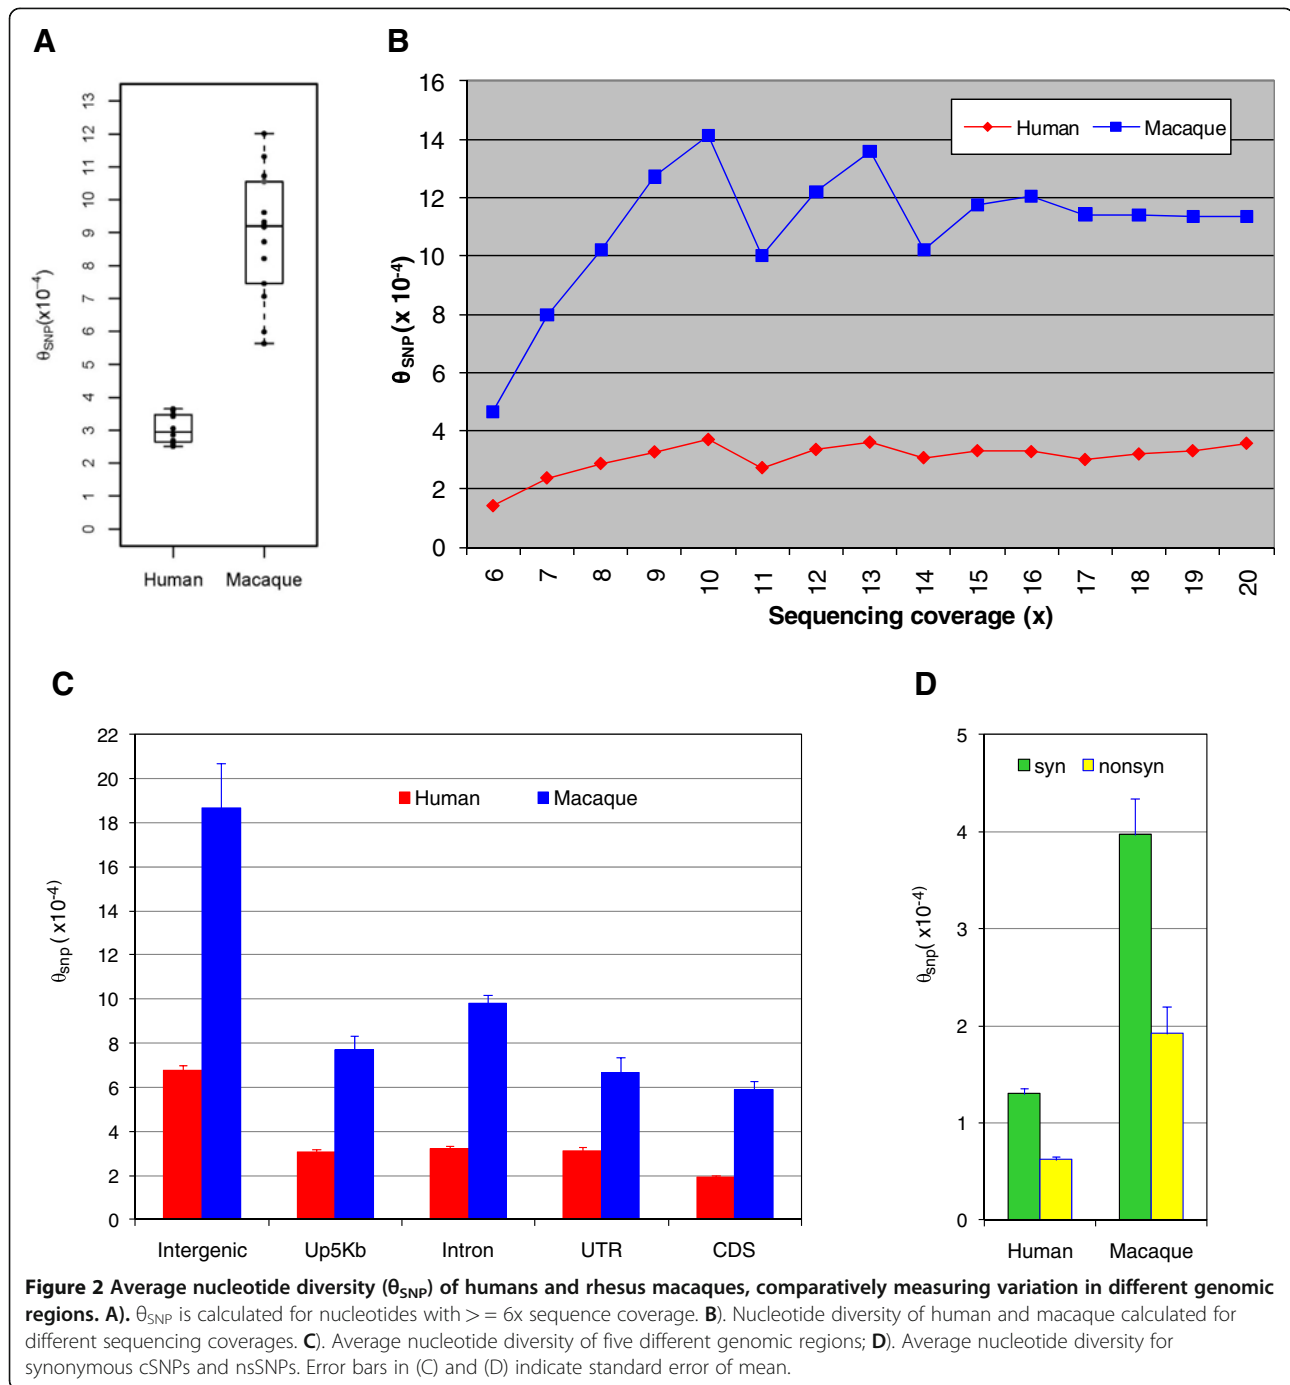 A
13
12
11
10
9
8
7
6
5
4
3
2
1
0
θSNP(x10⁻⁴)
Human Macaque
B
16
14
12
10
8
6
4
2
0
θSNP (x 10⁻⁴)
Human Macaque
6 7 8 9 10 11 12 13 14 15 16 17 18 19 20
Sequencing coverage (x)
C
22
20
18
16
14
12
10
8
6
4
2
0
θsnp( x10⁻⁴)
Human Macaque
Intergenic Up5Kb Intron UTR CDS
D
5
4
3
2
1
0
θsnp( x10⁻⁴)
syn nonsyn
Human Macaque
Figure 2 Average nucleotide diversity (θSNP) of humans and rhesus macaques, comparatively measuring variation in different genomic
regions. A). θSNP is calculated for nucleotides with > = 6x sequence coverage. B). Nucleotide diversity of human and macaque calculated for
different sequencing coverages. C). Average nucleotide diversity of five different genomic regions; D). Average nucleotide diversity for
synonymous cSNPs and nsSNPs. Error bars in (C) and (D) indicate standard error of mean.